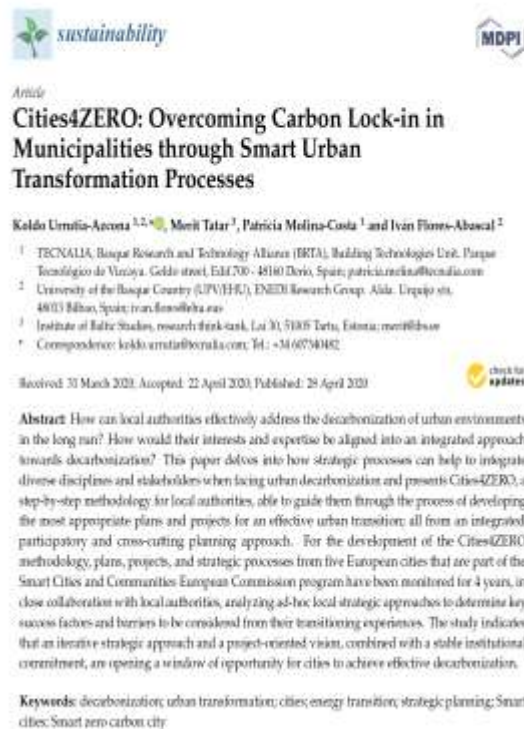 sustainability
MDPI
Article
Cities4ZERO: Overcoming Carbon Lock-in in
Municipalities through Smart Urban
Transformation Processes
Koldo Urrutia-Azcona 1,2,*, Merit Tatar 3, Patricia Molina-Costa 1 and Iván Flores-Abascal 2
1 TECNALIA, Basque Research and Technology Alliance (BRTA), Building Technologies Unit. Parque
Tecnológico de Vizcaya. Geldo street, Edif.700 - 48160 Derio, Spain; patricia.molina@tecnalia.com
2 University of the Basque Country (UPV/EHU), ENEDI Research Group. Alda. Urquijo s/n,
48013 Bilbao, Spain; ivan.flores@ehu.eus
3 Institute of Baltic Studies, research think-tank, Lai 30, 51005 Tartu, Estonia; merit@ibs.ee
* Correspondence: koldo.urrutia@tecnalia.com; Tel.: +34 607340482
Received: 31 March 2020; Accepted: 22 April 2020; Published: 28 April 2020
check for
updates
Abstract: How can local authorities effectively address the decarbonization of urban environments
in the long run? How would their interests and expertise be aligned into an integrated approach
towards decarbonization? This paper delves into how strategic processes can help to integrate
diverse disciplines and stakeholders when facing urban decarbonization and presents Cities4ZERO, a
step-by-step methodology for local authorities, able to guide them through the process of developing
the most appropriate plans and projects for an effective urban transition; all from an integrated,
participatory and cross-cutting planning approach. For the development of the Cities4ZERO
methodology, plans, projects, and strategic processes from five European cities that are part of the
Smart Cities and Communities European Commission program have been monitored for 4 years, in
close collaboration with local authorities, analyzing ad-hoc local strategic approaches to determine key
success factors and barriers to be considered from their transitioning experiences. The study indicates
that an iterative strategic approach and a project-oriented vision, combined with a stable institutional
commitment, are opening a window of opportunity for cities to achieve effective decarbonization.
Keywords: decarbonization; urban transformation; cities; energy transition; strategic planning; Smart
cities; Smart zero carbon city